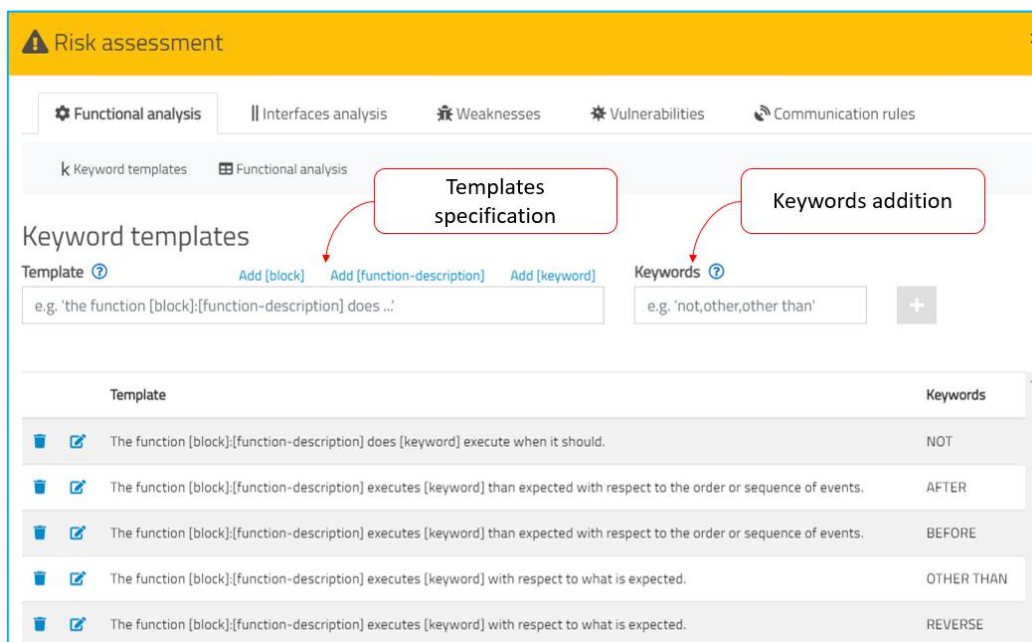 Risk assessment
Functional analysis
Interfaces analysis
Weaknesses
Vulnerabilities
Communication rules
Keyword templates
Functional analysis
Templates
specification
Keywords addition
Keyword templates
Template
Add [block]
Add [function-description]
Add [keyword]
Keywords
e.g. 'the function [block]:[function-description] does ...'
e.g. 'not,other,other than'
Template Keywords
The function [block]:[function-description] does [keyword] execute when it should. NOT
The function [block]:[function-description] executes [keyword] than expected with respect to the order or sequence of events. AFTER
The function [block]:[function-description] executes [keyword] than expected with respect to the order or sequence of events. BEFORE
The function [block]:[function-description] executes [keyword] with respect to what is expected. OTHER THAN
The function [block]:[function-description] executes [keyword] with respect to what is expected. REVERSE